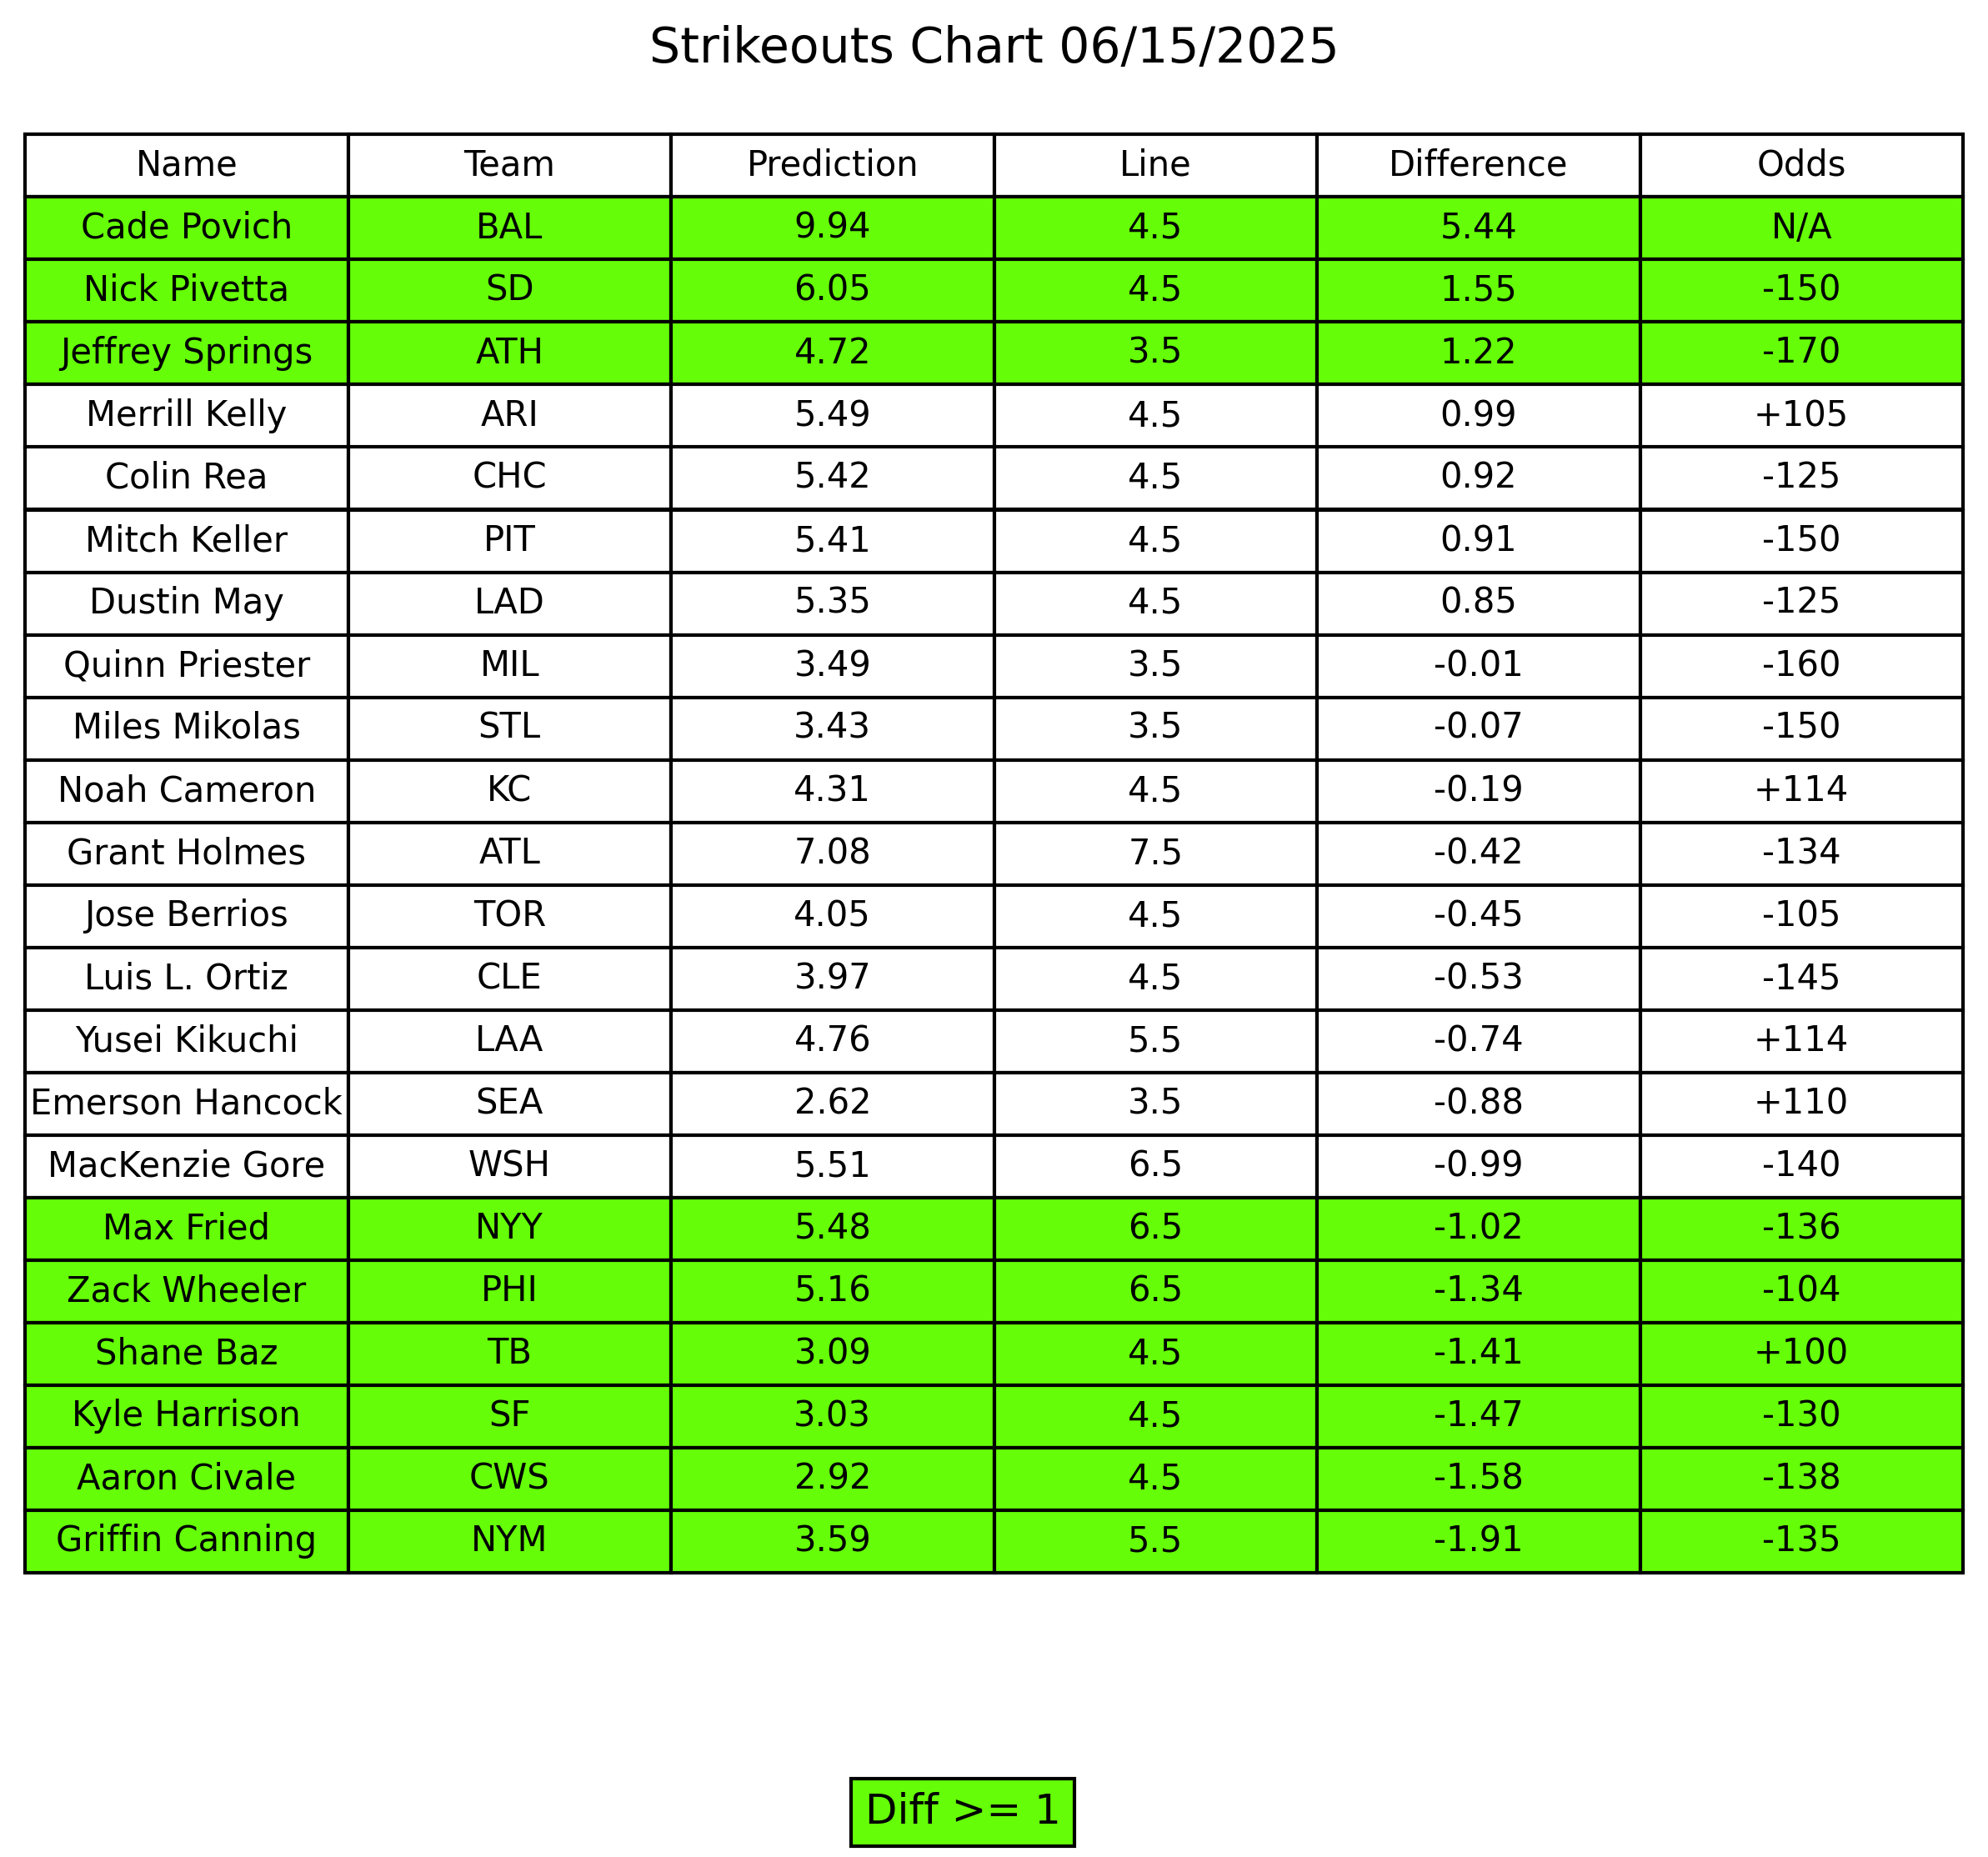 Strikeouts Chart 06/15/2025
Name Team Prediction Line Difference Odds
Cade Povich BAL 9.94 4.5 5.44 N/A
Nick Pivetta SD 6.05 4.5 1.55 -150
Jeffrey Springs ATH 4.72 3.5 1.22 -170
Merrill Kelly ARI 5.49 4.5 0.99 +105
Colin Rea CHC 5.42 4.5 0.92 -125
Mitch Keller PIT 5.41 4.5 0.91 -150
Dustin May LAD 5.35 4.5 0.85 -125
Quinn Priester MIL 3.49 3.5 -0.01 -160
Miles Mikolas STL 3.43 3.5 -0.07 -150
Noah Cameron KC 4.31 4.5 -0.19 +114
Grant Holmes ATL 7.08 7.5 -0.42 -134
Jose Berrios TOR 4.05 4.5 -0.45 -105
Luis L. Ortiz CLE 3.97 4.5 -0.53 -145
Yusei Kikuchi LAA 4.76 5.5 -0.74 +114
Emerson Hancock SEA 2.62 3.5 -0.88 +110
MacKenzie Gore WSH 5.51 6.5 -0.99 -140
Max Fried NYY 5.48 6.5 -1.02 -136
Zack Wheeler PHI 5.16 6.5 -1.34 -104
Shane Baz TB 3.09 4.5 -1.41 +100
Kyle Harrison SF 3.03 4.5 -1.47 -130
Aaron Civale CWS 2.92 4.5 -1.58 -138
Griffin Canning NYM 3.59 5.5 -1.91 -135
Diff >= 1